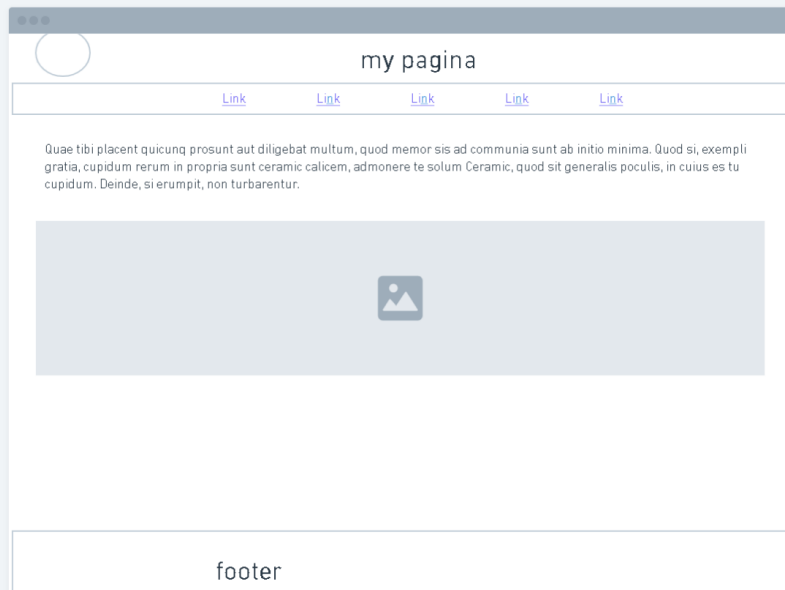 my pagina
Link Link Link Link Link
Quae tibi placent quicunq prosunt aut diligebat multum, quod memor sis ad communia sunt ab initio minima. Quod si, exempli
gratia, cupidum rerum in propria sunt ceramic calicem, admonere te solum Ceramic, quod sit generalis poculis, in cuius es tu
cupidum. Deinde, si erumpit, non turbarentur.
footer